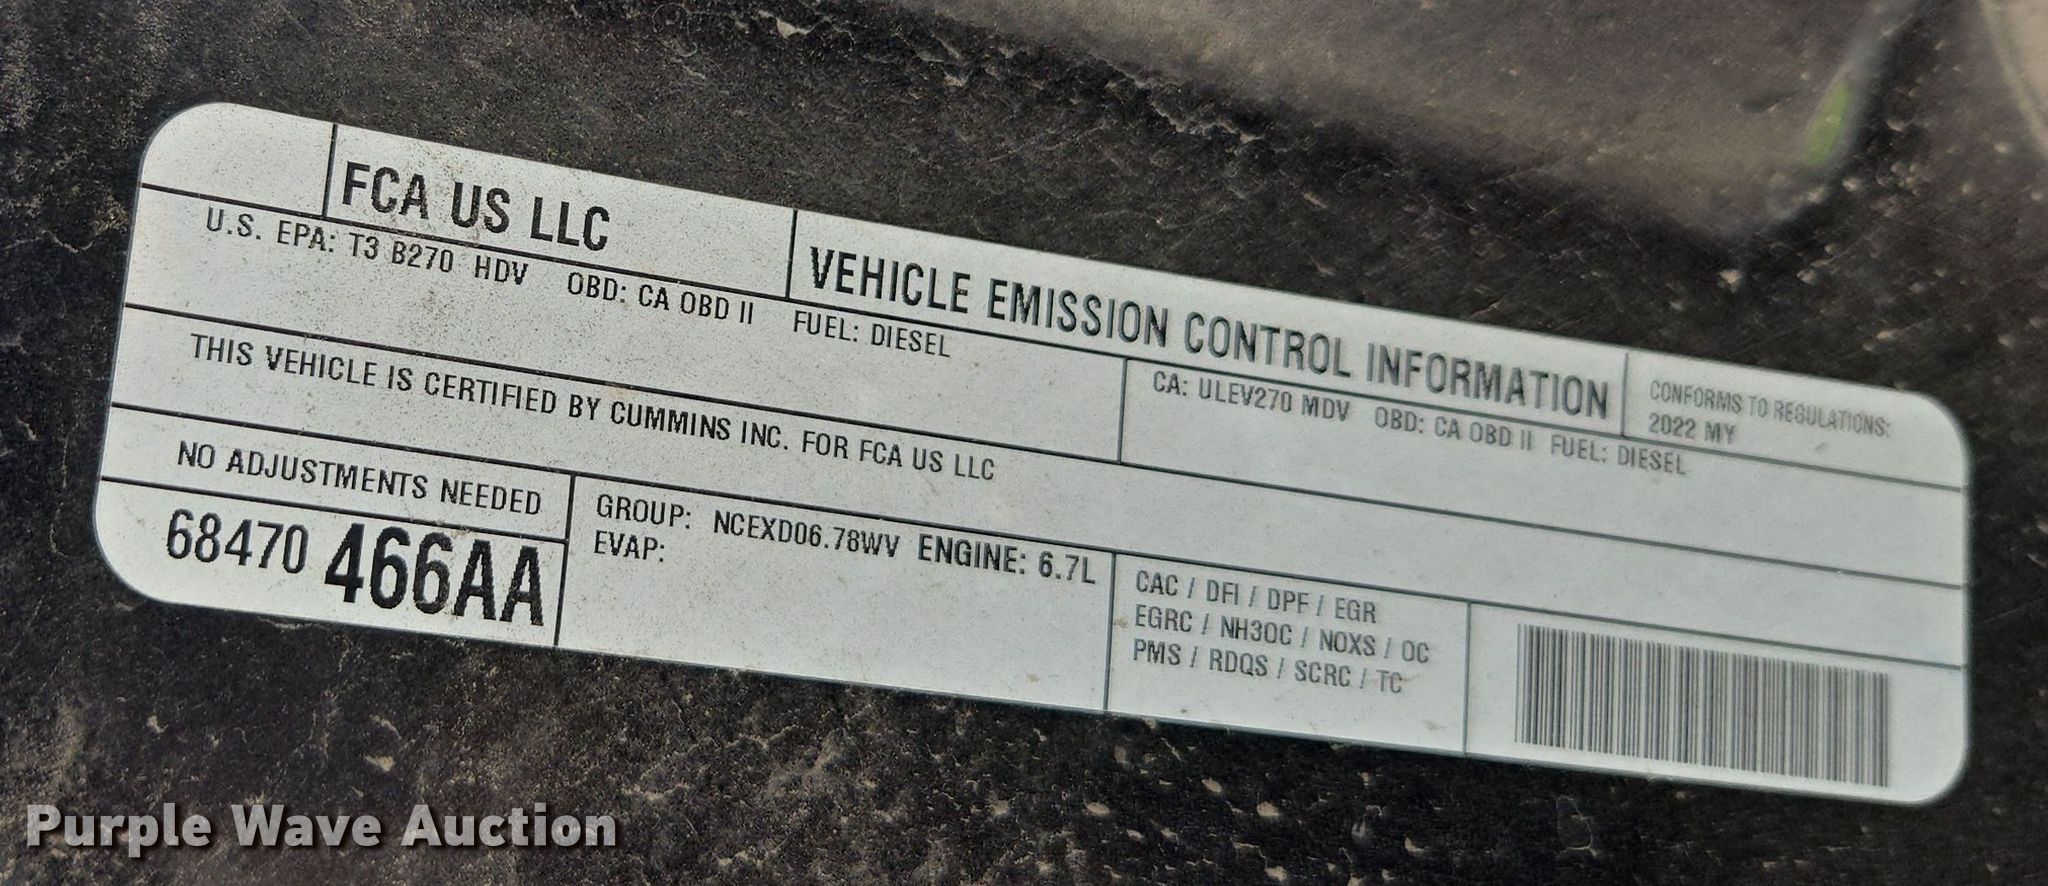 FCA US LLC
VEHICLE EMISSION CONTROL INFORMATION
CONFORMS TO REGULATIONS:
2022 MY
U.S. EPA: T3 B270 HDV OBD: CA OBD II FUEL: DIESEL
CA: ULEV270 MDV OBD: CA OBD II FUEL: DIESEL
THIS VEHICLE IS CERTIFIED BY CUMMINS INC. FOR FCA US LLC
NO ADJUSTMENTS NEEDED
68470 466AA
GROUP: NCEXD06.78WV ENGINE: 6.7L
EVAP:
CAC / DFI / DPF / EGR
EGRC / NH3OC / NOXS / OC
PMS / RDQS / SCRC / TC
Purple Wave Auction